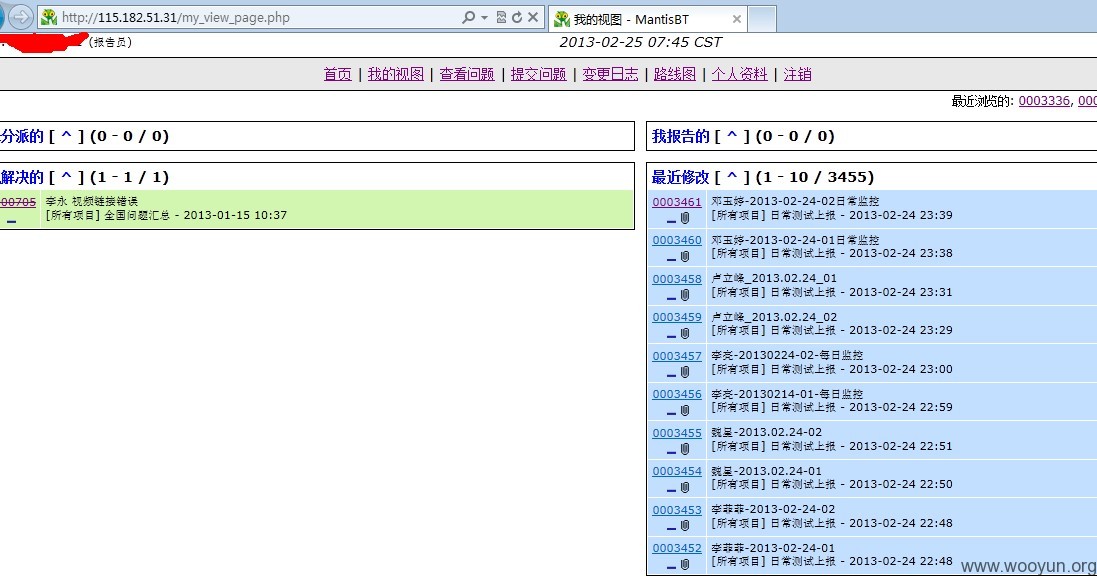 http://115.182.51.31/my_view_page.php
我的视图 - MantisBT
(报告员)
2013-02-25 07:45 CST
首页 | 我的视图 | 查看问题 | 提交问题 | 变更日志 | 路线图 | 个人资料 | 注销
最近浏览的: 0003336, 000
分派的 [ ^ ] (0 - 0 / 0)
解决的 [ ^ ] (1 - 1 / 1)
00705 李永 视频链接错误
[所有项目] 全国问题汇总 - 2013-01-15 10:37
我报告的 [ ^ ] (0 - 0 / 0)
最近修改 [ ^ ] (1 - 10 / 3455)
0003461 邓玉婷-2013-02-24-02日常监控
[所有项目] 日常测试上报 - 2013-02-24 23:39
0003460 邓玉婷-2013-02-24-01日常监控
[所有项目] 日常测试上报 - 2013-02-24 23:38
0003458 卢立峰_2013.02.24_01
[所有项目] 日常测试上报 - 2013-02-24 23:31
0003459 卢立峰_2013.02.24_02
[所有项目] 日常测试上报 - 2013-02-24 23:29
0003457 李亮-20130224-02-每日监控
[所有项目] 日常测试上报 - 2013-02-24 23:00
0003456 李亮-20130214-01-每日监控
[所有项目] 日常测试上报 - 2013-02-24 22:59
0003455 魏星-2013.02.24-02
[所有项目] 日常测试上报 - 2013-02-24 22:51
0003454 魏星-2013.02.24-01
[所有项目] 日常测试上报 - 2013-02-24 22:50
0003453 李菲菲-2013-02-24-02
[所有项目] 日常测试上报 - 2013-02-24 22:48
0003452 李菲菲-2013-02-24-01
[所有项目] 日常测试上报 - 2013-02-24 22:48
www.wooyun.org